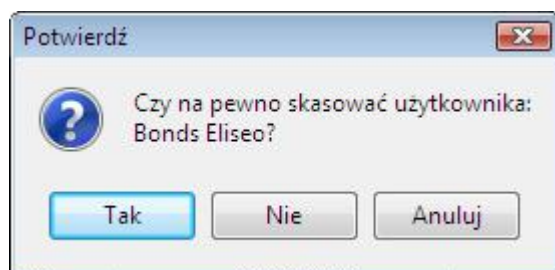 Potwierdź
Czy na pewno skasować użytkownika:
Bonds Eliseo?
Tak
Nie
Anuluj